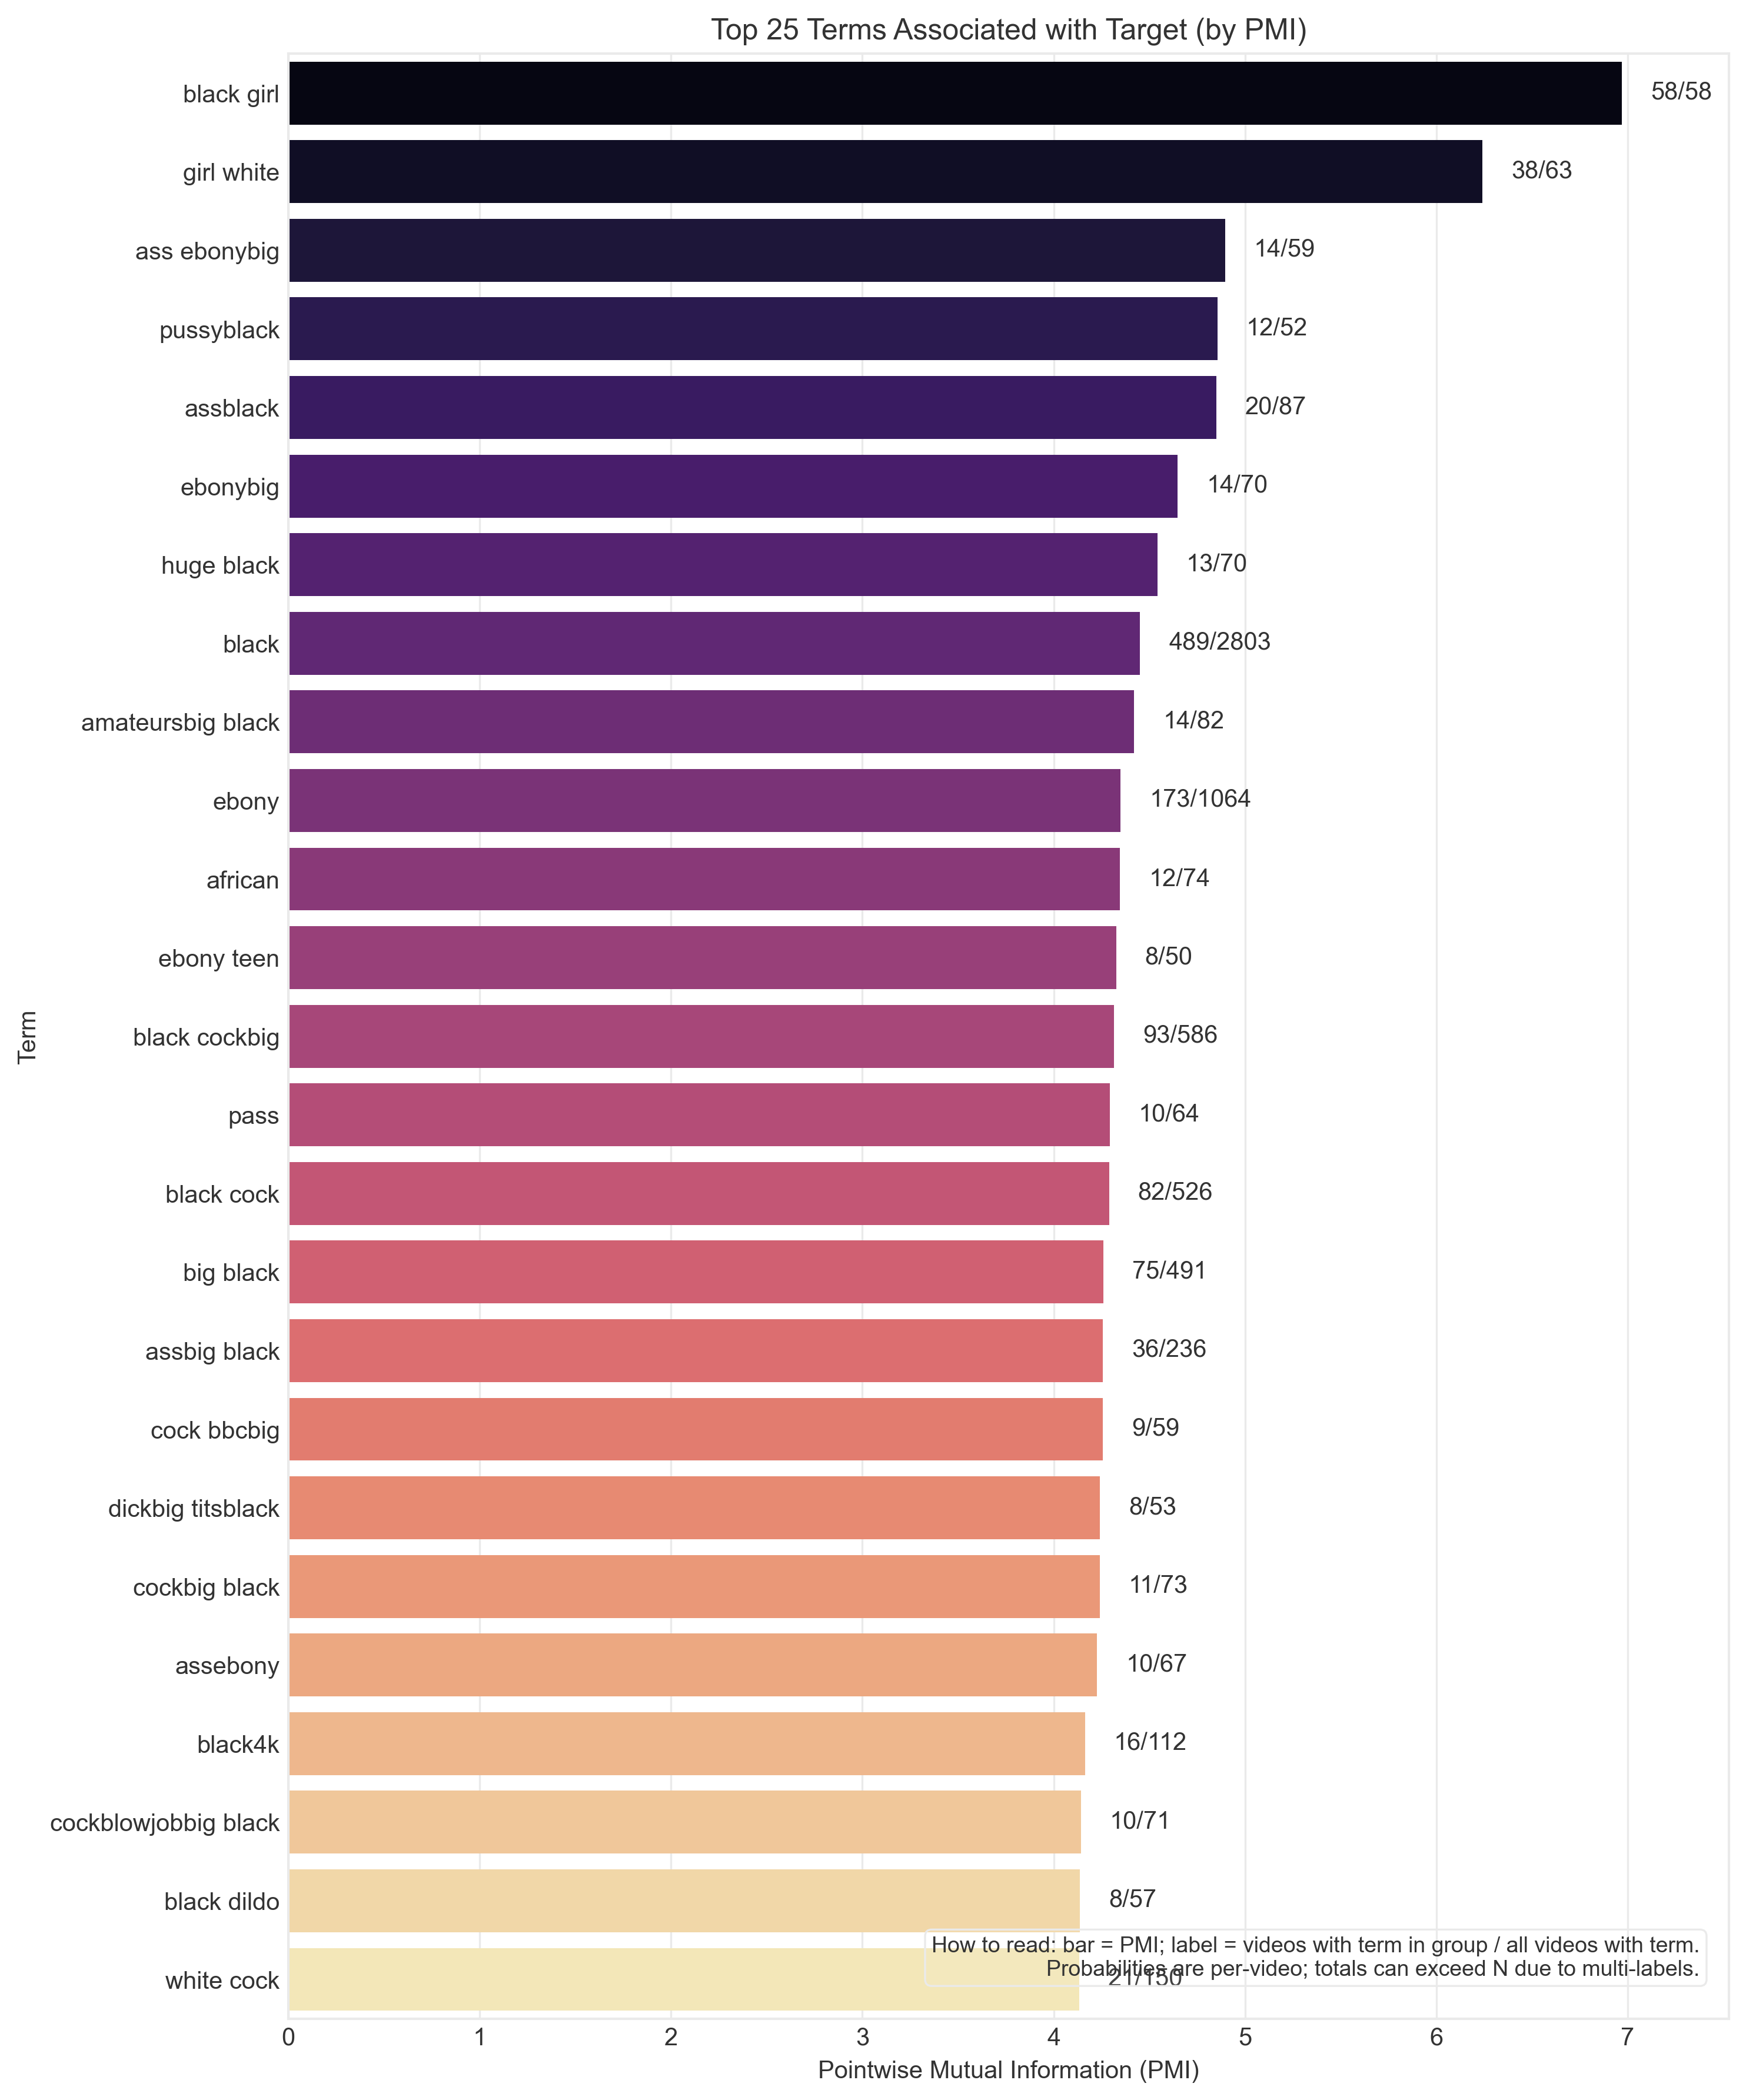 Top 25 Terms Associated with Target (by PMI)
black girl 58/58
girl white 38/63
ass ebonybig 14/59
pussyblack 12/52
assblack 20/87
ebonybig 14/70
huge black 13/70
black 489/2803
amateursbig black 14/82
ebony 173/1064
african 12/74
ebony teen 8/50
black cockbig 93/586
pass 10/64
black cock 82/526
big black 75/491
assbig black 36/236
cock bbcbig 9/59
dickbig titsblack 8/53
cockbig black 11/73
assebony 10/67
black4k 16/112
cockblowjobbig black 10/71
black dildo 8/57
white cock 21/150
How to read: bar = PMI; label = videos with term in group / all videos with term.
Probabilities are per-video; totals can exceed N due to multi-labels.
0 1 2 3 4 5 6 7
Pointwise Mutual Information (PMI)
Term